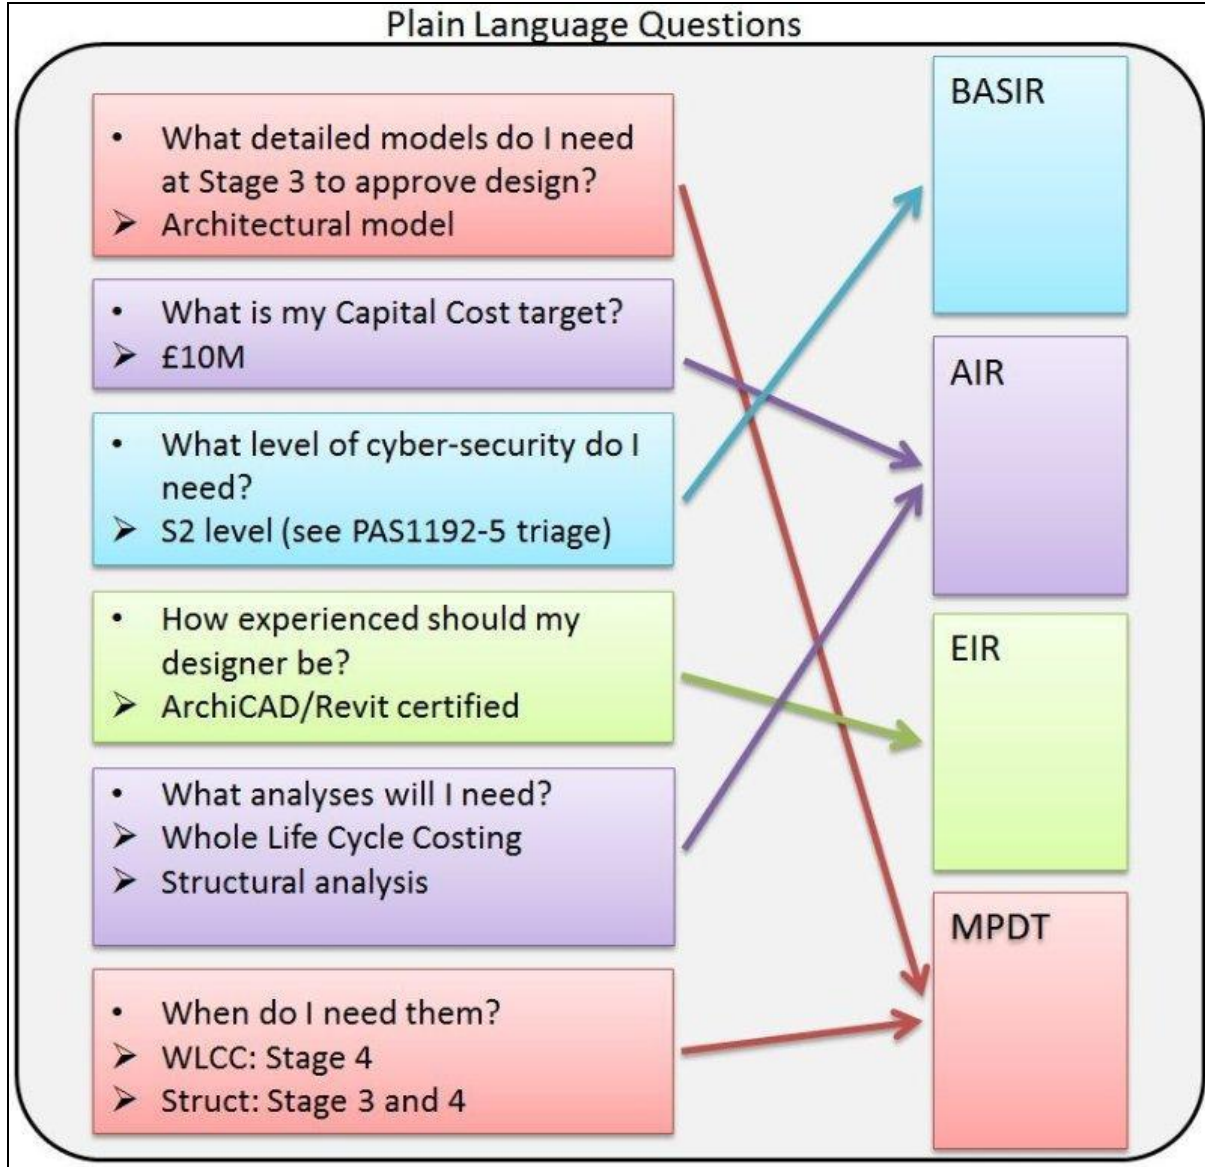 Plain Language Questions
• What detailed models do I need
at Stage 3 to approve design?
➢ Architectural model
• What is my Capital Cost target?
➢ £10M
• What level of cyber-security do I
need?
➢ S2 level (see PAS1192-5 triage)
• How experienced should my
designer be?
➢ ArchiCAD/Revit certified
• What analyses will I need?
➢ Whole Life Cycle Costing
➢ Structural analysis
• When do I need them?
➢ WLCC: Stage 4
➢ Struct: Stage 3 and 4
BASIR
AIR
EIR
MPDT